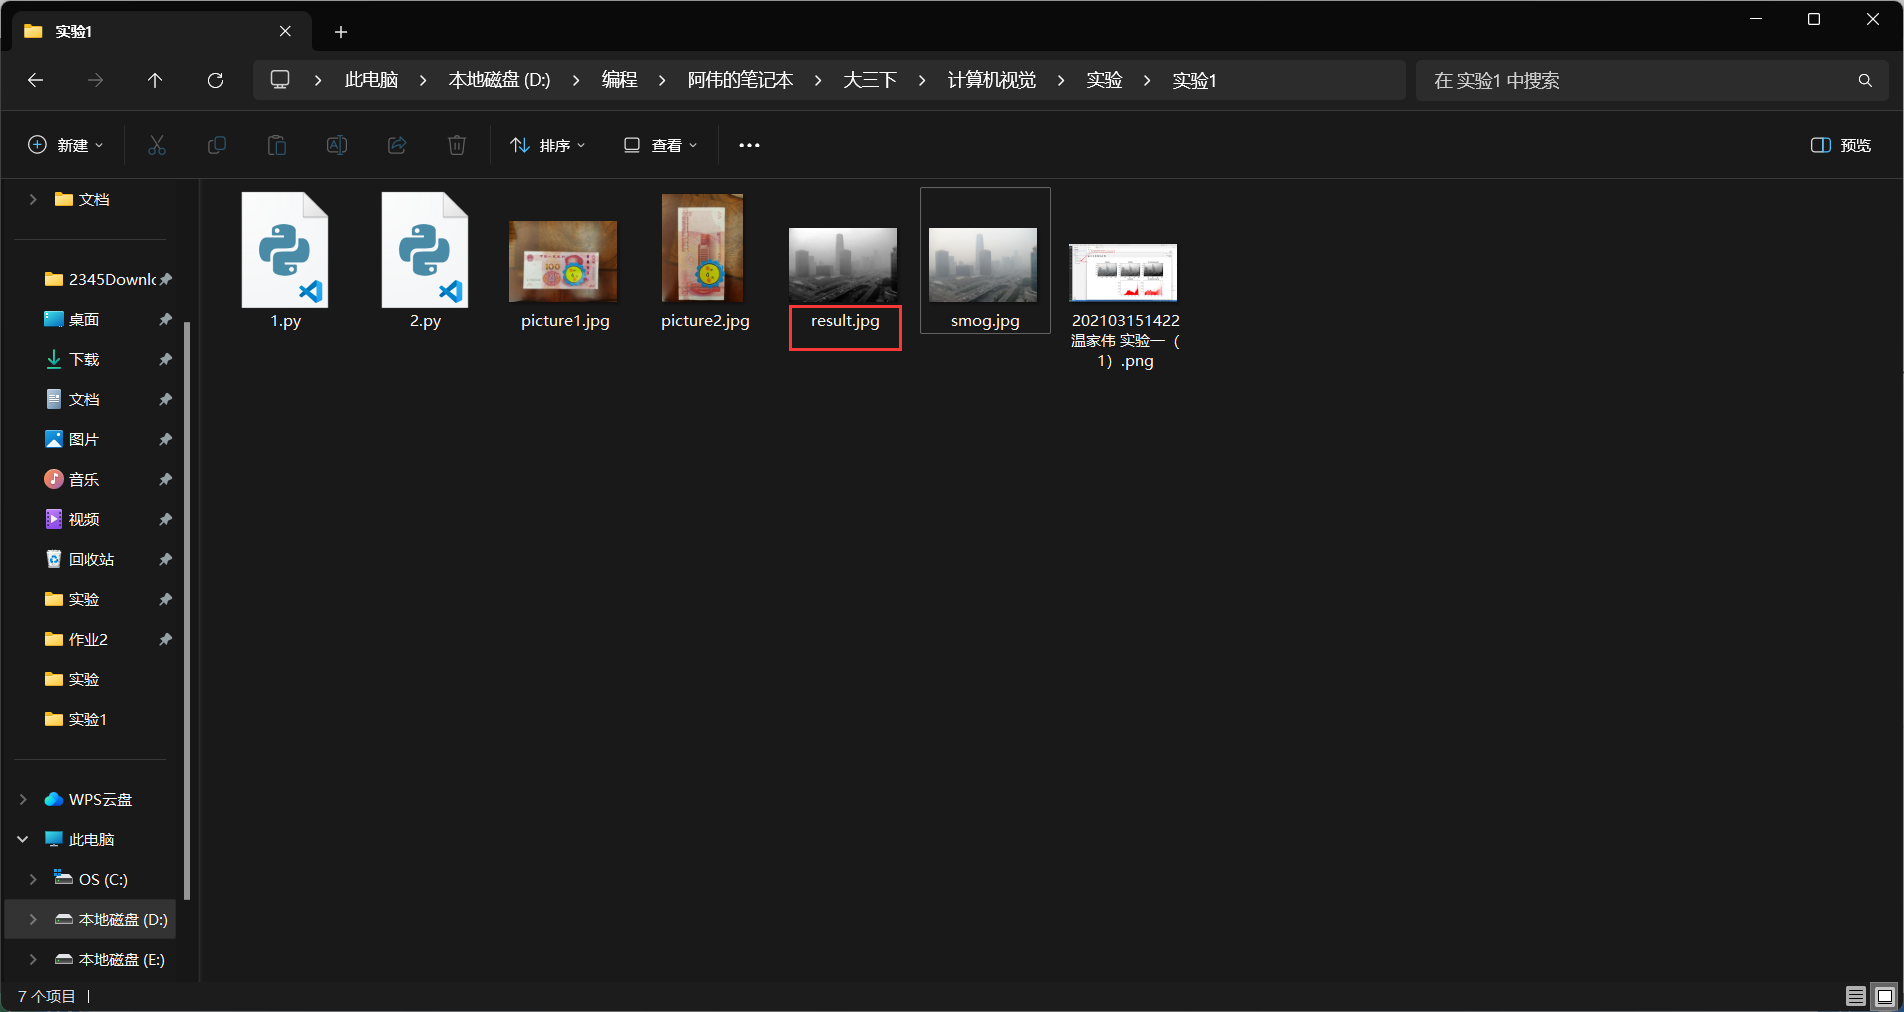 实验1
此电脑
本地磁盘 (D:)
编程
阿伟的笔记本
大三下
计算机视觉
实验
实验1
在 实验1 中搜索
新建
排序
查看
预览
文档
2345Downlo
桌面
下载
文档
图片
音乐
视频
回收站
实验
作业2
实验
实验1
WPS云盘
此电脑
OS (C:)
本地磁盘 (D:)
本地磁盘 (E:)
1.py
2.py
picture1.jpg
picture2.jpg
result.jpg
smog.jpg
202103151422
温家伟 实验一（
1）.png
7 个项目